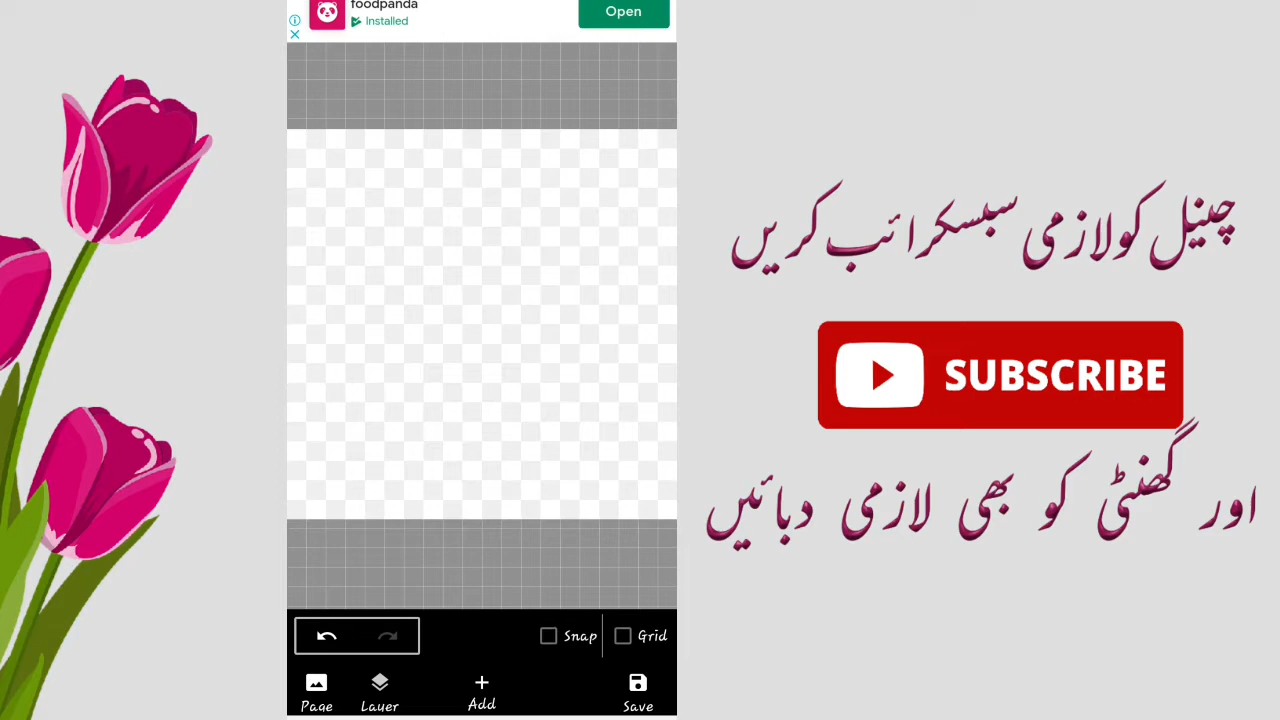 foodpanda
Installed
Open
چینل کو لازمی سبسکرائب کریں
SUBSCRIBE
اور گھنٹی کو بھی لازمی دبائیں
Snap
Grid
Page
Layer
Add
Save